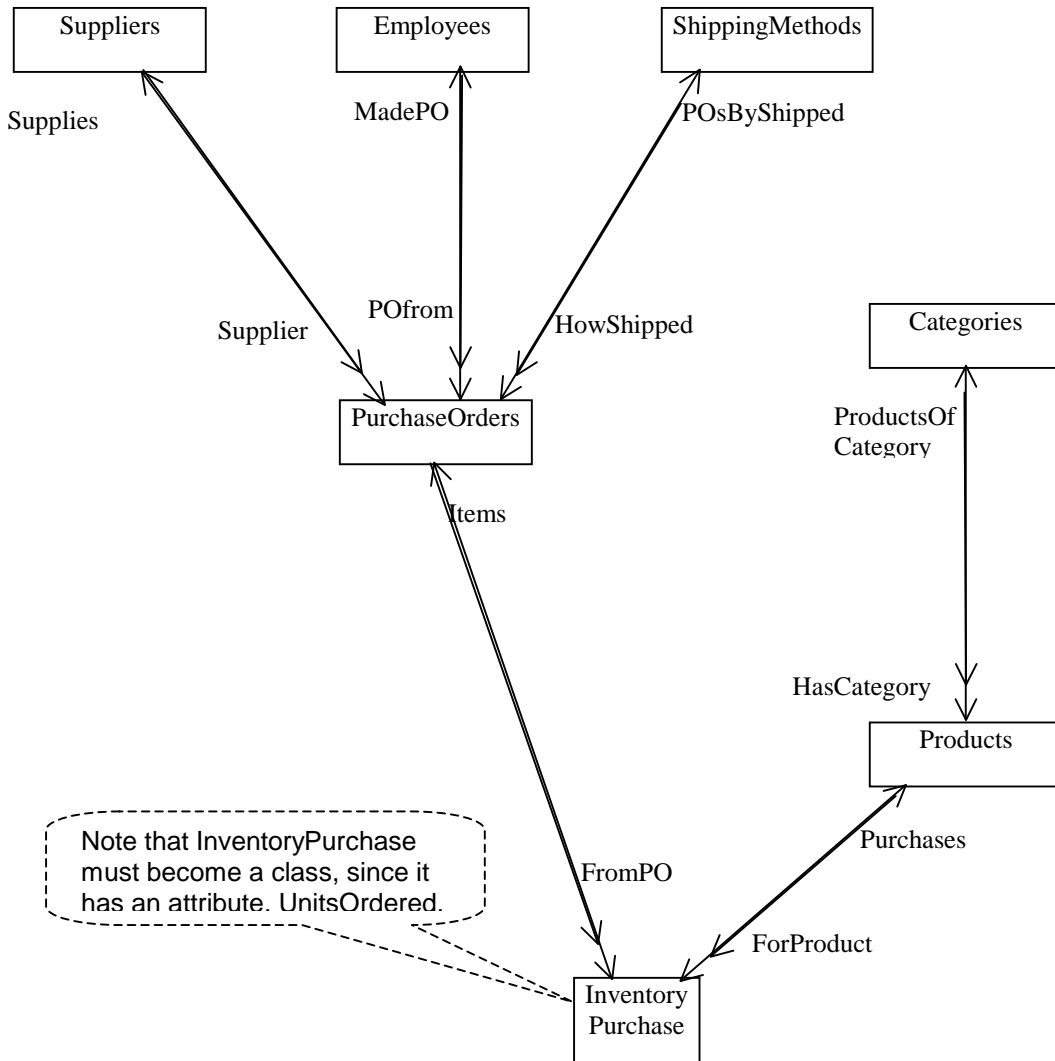 Suppliers
Employees
ShippingMethods
Supplies
MadePO
POsByShipped
Supplier
POfrom
HowShipped
Categories
PurchaseOrders
ProductsOf
Category
Items
HasCategory
Products
Note that InventoryPurchase
must become a class, since it
has an attribute, UnitsOrdered.
Purchases
FromPO
ForProduct
Inventory
Purchase